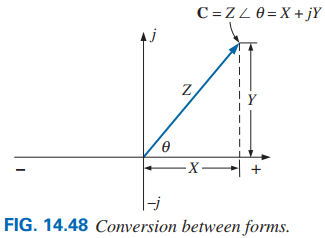 C = Z ∠ θ = X + jY
j
Z
Y
θ
X
–
+
–j
FIG. 14.48 Conversion between forms.